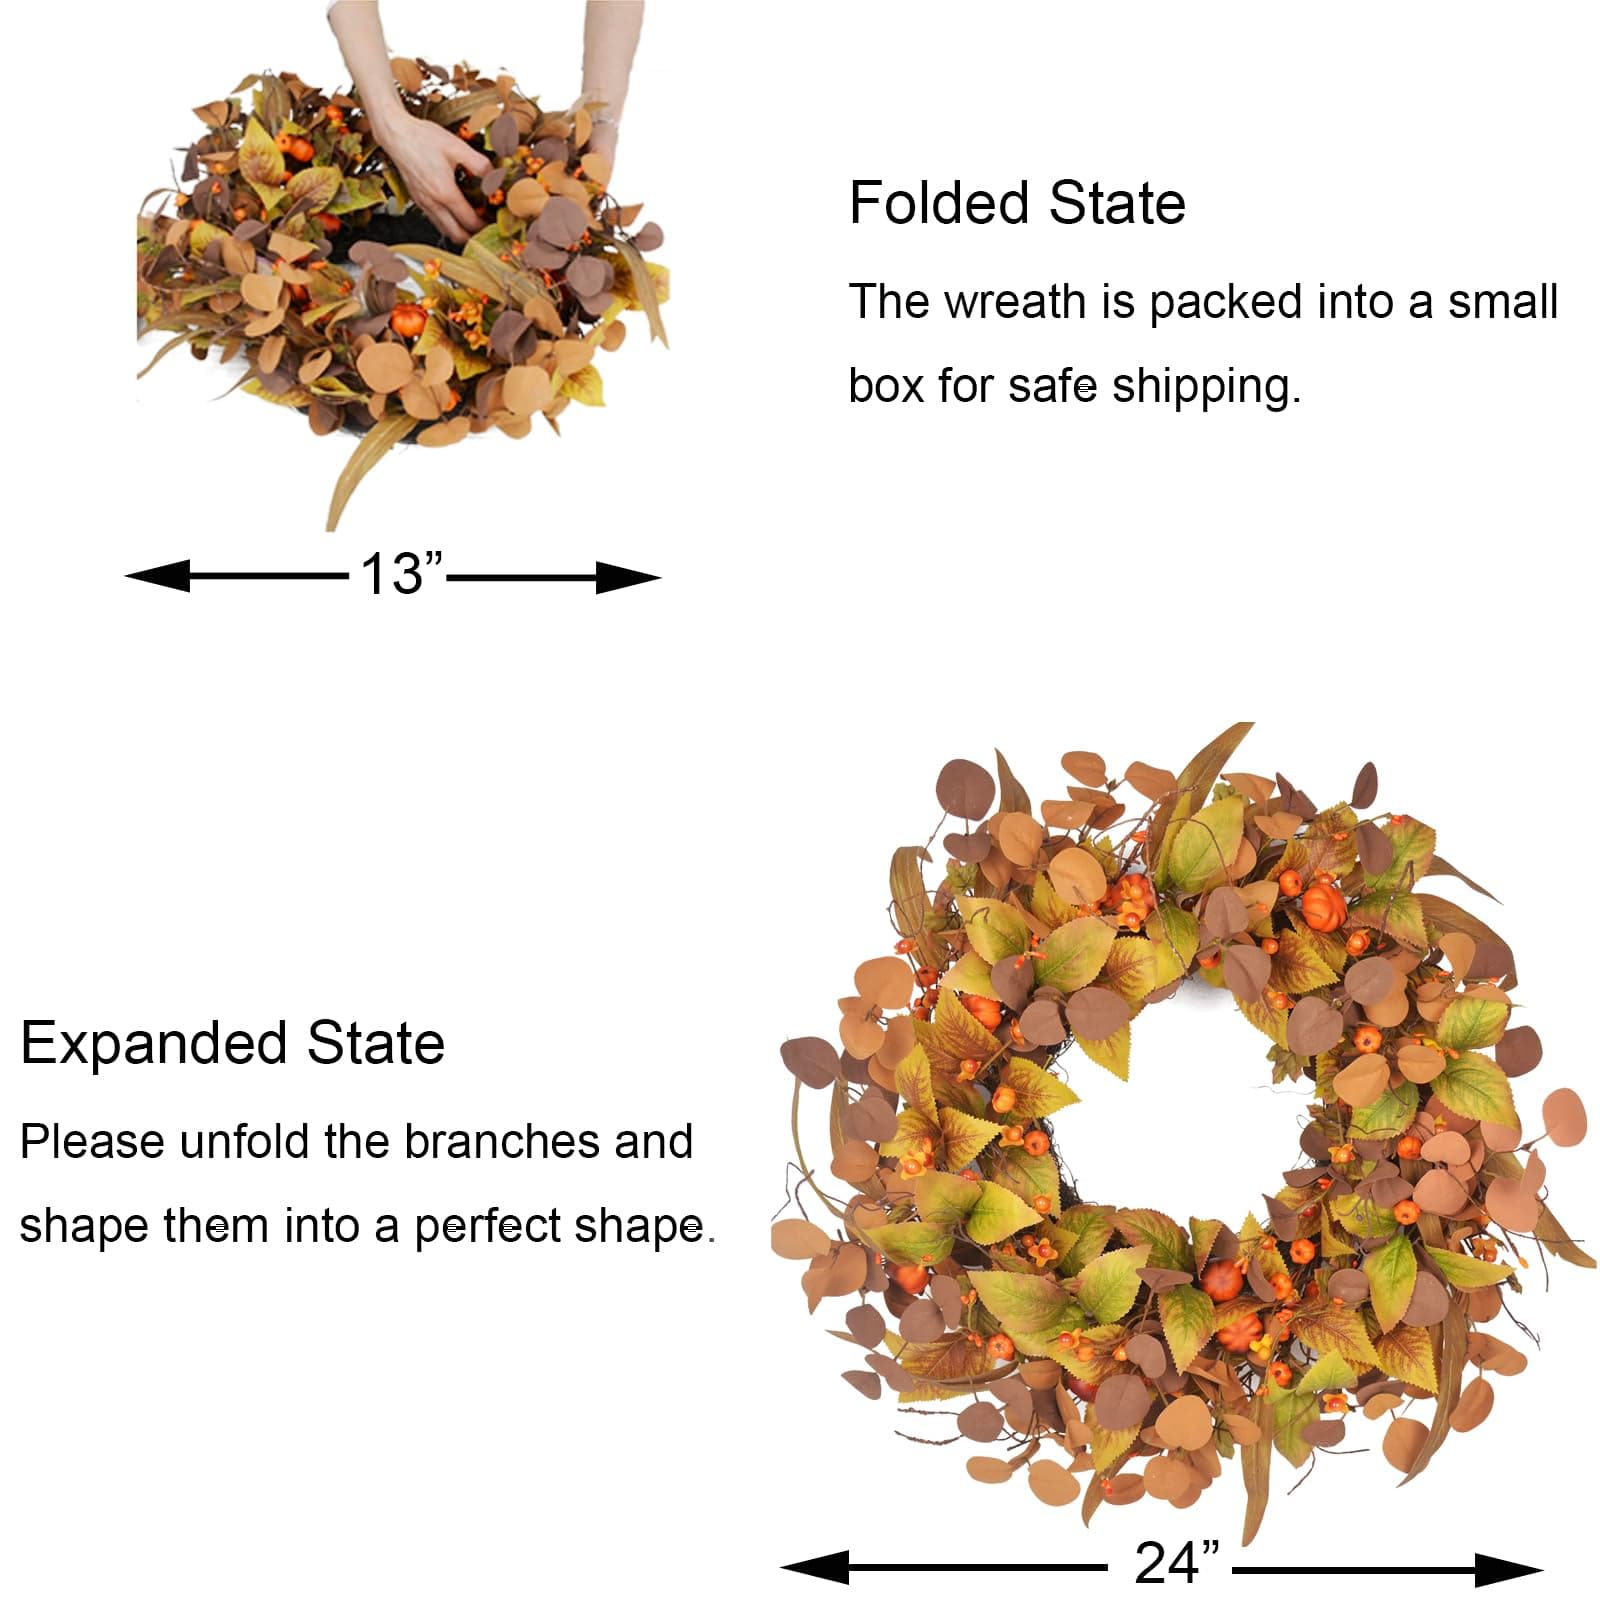 Folded State
The wreath is packed into a small
box for safe shipping.
13”
Expanded State
Please unfold the branches and
shape them into a perfect shape.
24”